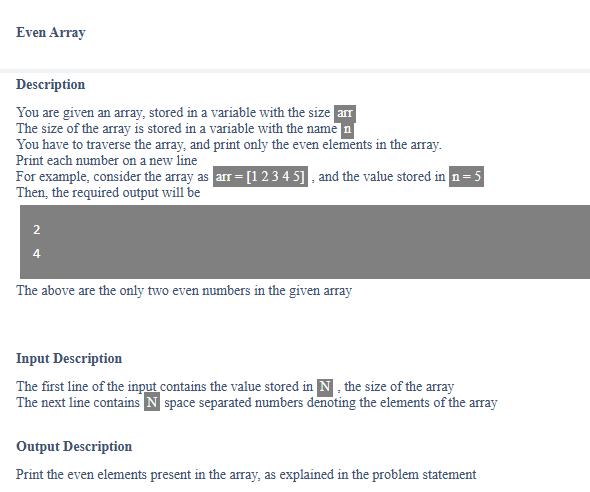 Even Array
Description
You are given an array, stored in a variable with the size arr
The size of the array is stored in a variable with the name n
You have to traverse the array, and print only the even elements in the array.
Print each number on a new line
For example, consider the array as arr = [1 2 3 4 5] , and the value stored in n = 5
Then, the required output will be
2
4
The above are the only two even numbers in the given array
Input Description
The first line of the input contains the value stored in N , the size of the array
The next line contains N space separated numbers denoting the elements of the array
Output Description
Print the even elements present in the array, as explained in the problem statement